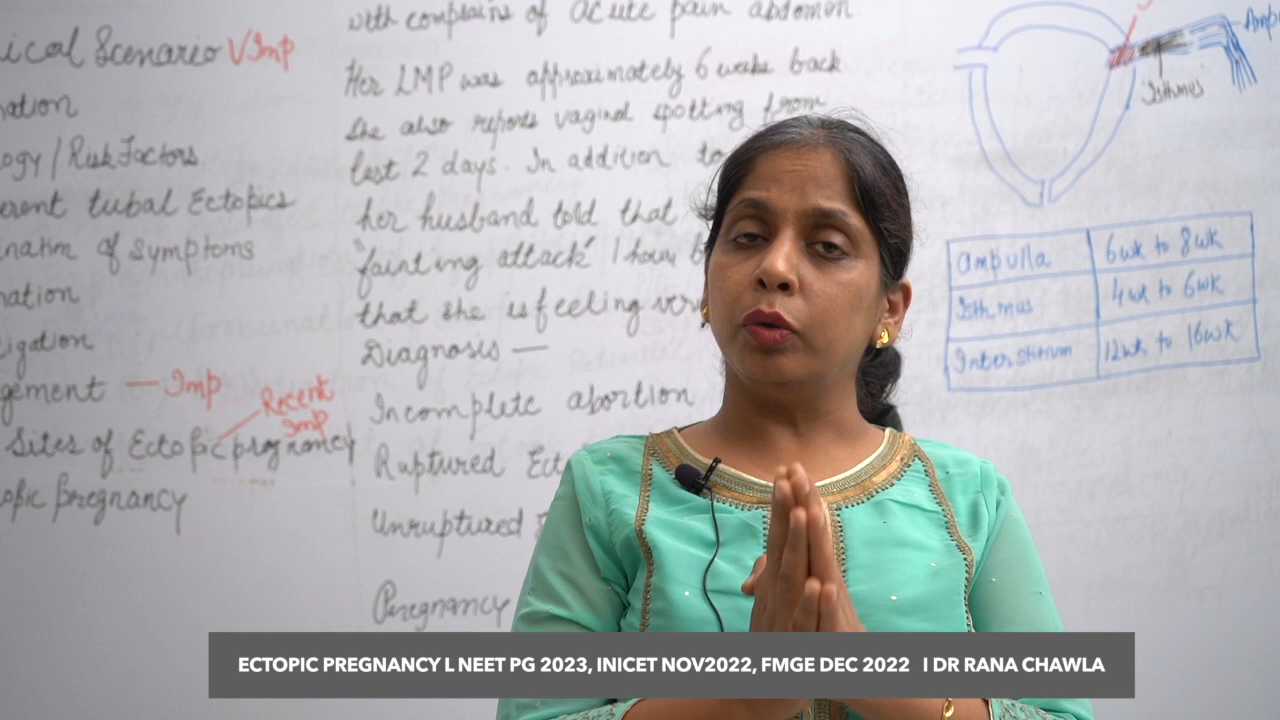 ical Scenario V Imp
ation
ogy / Risk Factors.
erent tubal Ectopics
ination of symptoms
nation
igation
gement — Imp
Recent
Imp
Sites of Ectopic pregnancy
opic pregnancy
with complains of acute pain abdomen
Her LMP was approximately 6 weeks back
She also reports vaginal spotting from
last 2 days. In addition to
her husband told that
"fainting attack" 1 hour b
that she is feeling ver
Diagnosis —
Incomplete abortion
Ruptured Ect
Unruptured
Pregnancy
Ampu
Isthmus
Ampulla 6wk to 8wk
Isthmus 4wk to 6wk
Interstitium 12wk to 16wk
ECTOPIC PREGNANCY L NEET PG 2023, INICET NOV2022, FMGE DEC 2022 I DR RANA CHAWLA